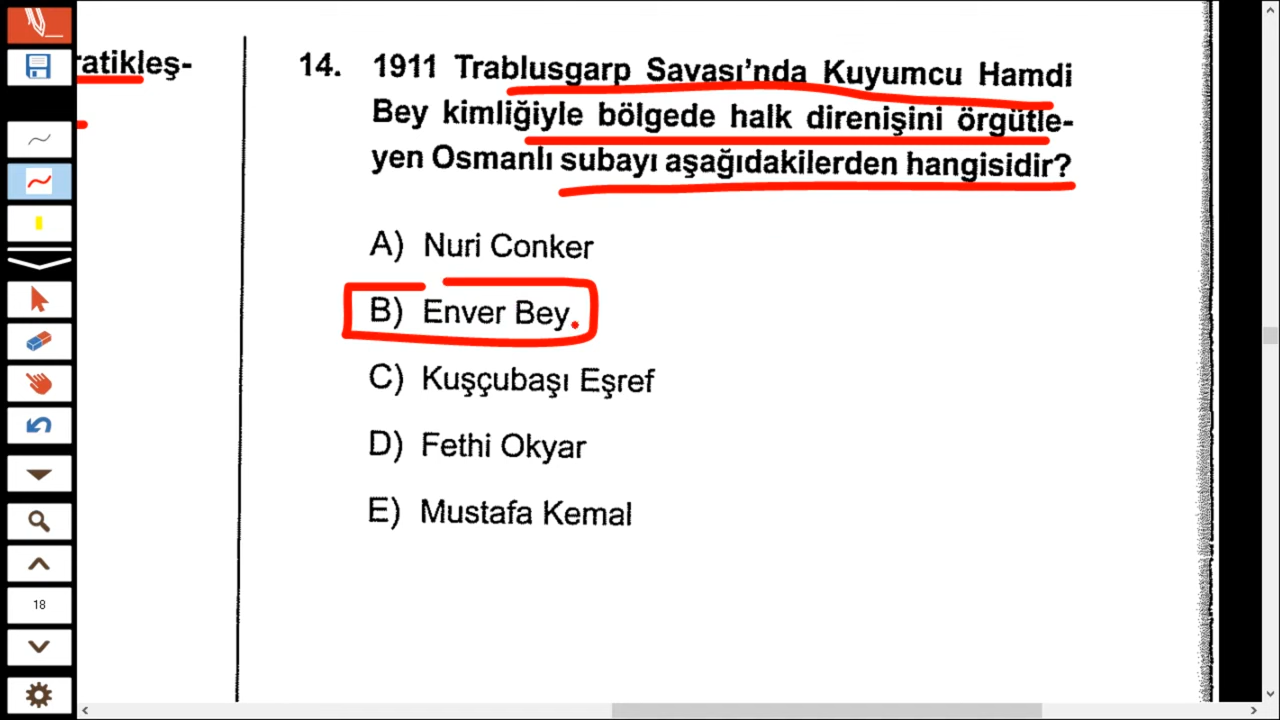 ratikleş-
14. 1911 Trablusgarp Savası'nda Kuyumcu Hamdi
Bey kimliğiyle bölgede halk direnişini örgütle-
yen Osmanlı subayı aşağıdakilerden hangisidir?
A) Nuri Conker
B) Enver Bey
C) Kuşçubaşı Eşref
D) Fethi Okyar
E) Mustafa Kemal
18